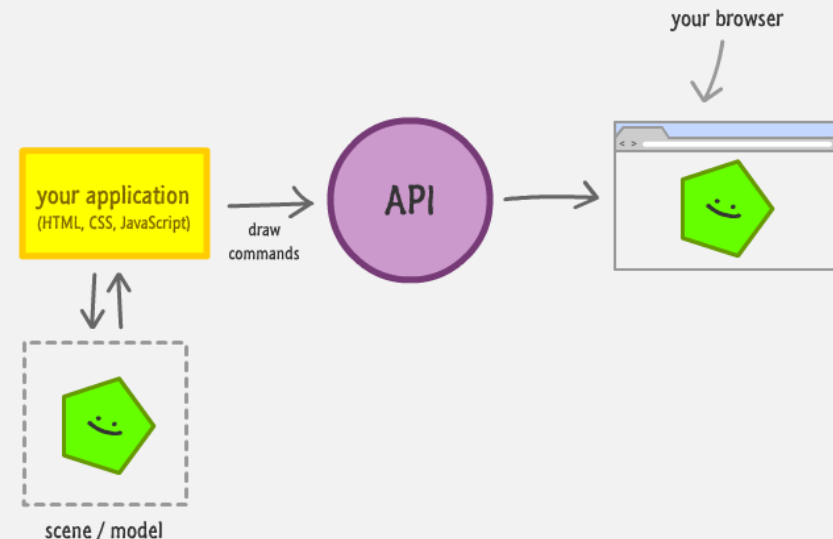 your browser
your application
(HTML, CSS, JavaScript)
API
draw
commands
< >
scene / model